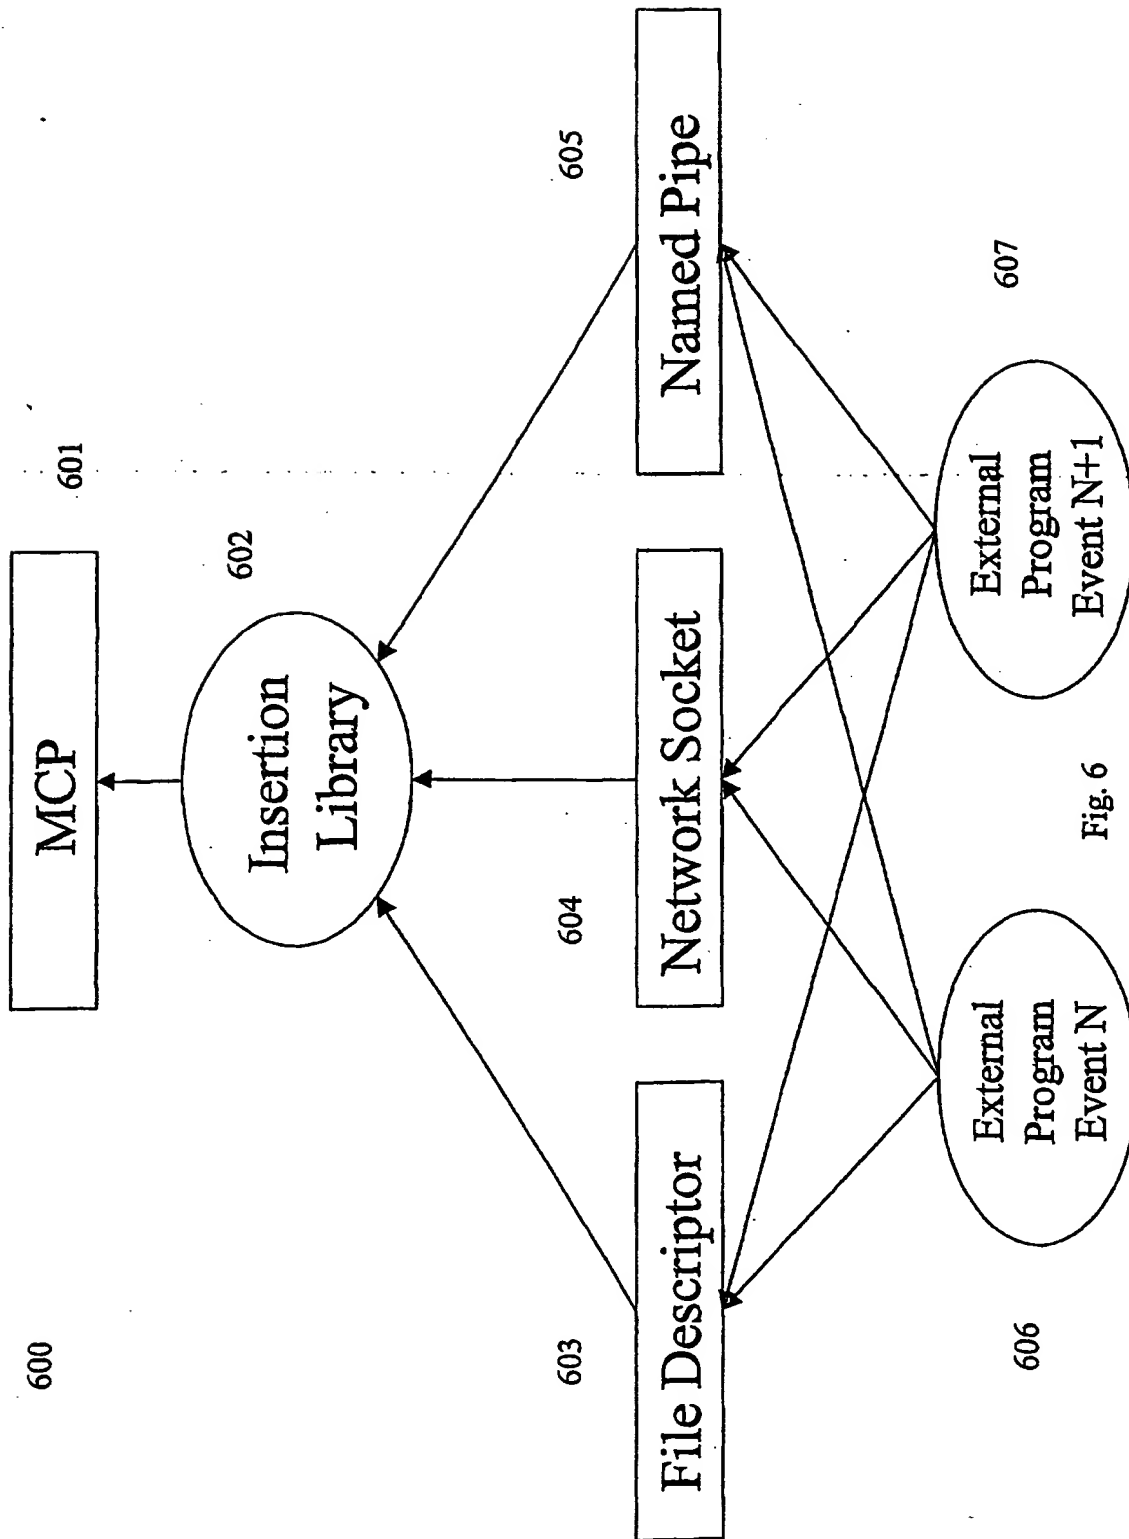 600
MCP
601
Insertion
Library
602
603
File Descriptor
604
Network Socket
605
Named Pipe
606
External
Program
Event N
External
Program
Event N+1
607
Fig. 6